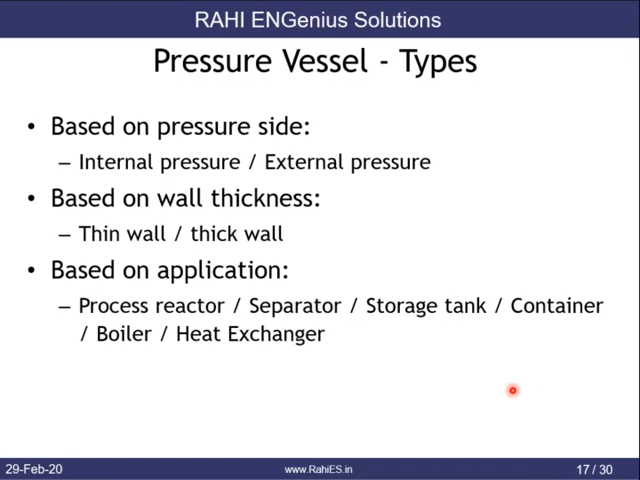 RAHI ENGenius Solutions
Pressure Vessel - Types
• Based on pressure side:
– Internal pressure / External pressure
• Based on wall thickness:
– Thin wall / thick wall
• Based on application:
– Process reactor / Separator / Storage tank / Container
/ Boiler / Heat Exchanger
29-Feb-20
www.RahiES.in
17 / 30